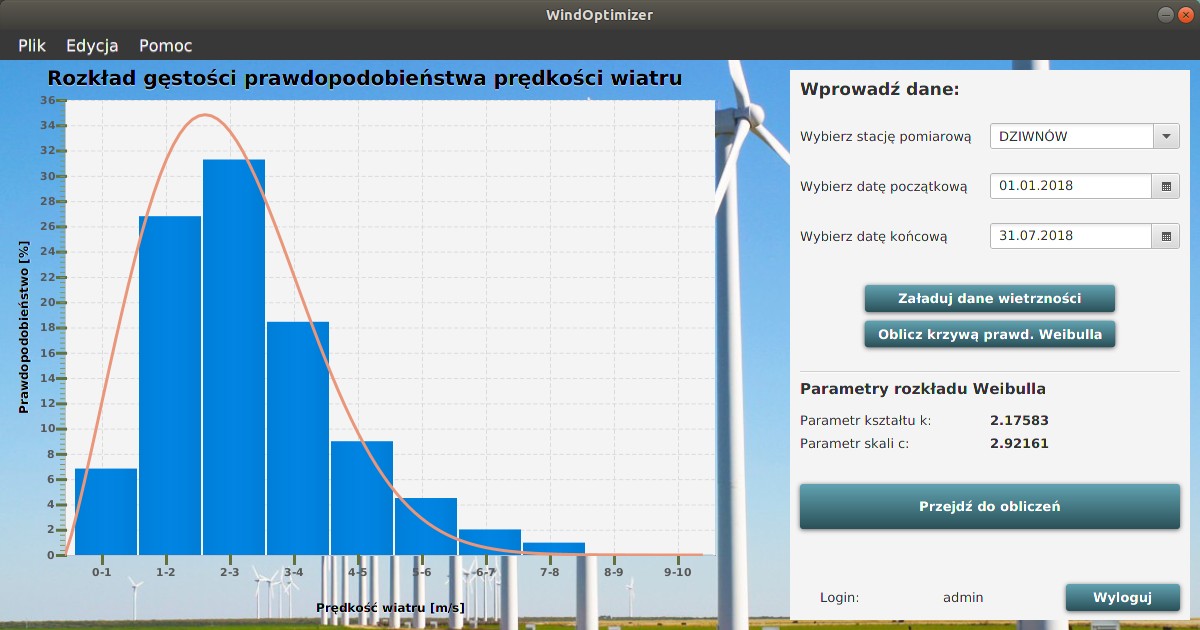 WindOptimizer
Plik Edycja Pomoc
Rozkład gęstości prawdopodobieństwa prędkości wiatru
Prawdopodobieństwo [%]
36
34
32
30
28
26
24
22
20
18
16
14
12
10
8
6
4
2
0
0-1 1-2 2-3 3-4 4-5 5-6 6-7 7-8 8-9 9-10
Prędkość wiatru [m/s]
Wprowadź dane:
Wybierz stację pomiarową DZIWNÓW
Wybierz datę początkową 01.01.2018
Wybierz datę końcową 31.07.2018
Załaduj dane wietrzności
Oblicz krzywą prawd. Weibulla
Parametry rozkładu Weibulla
Parametr kształtu k: 2.17583
Parametr skali c: 2.92161
Przejdź do obliczeń
Login: admin Wyloguj